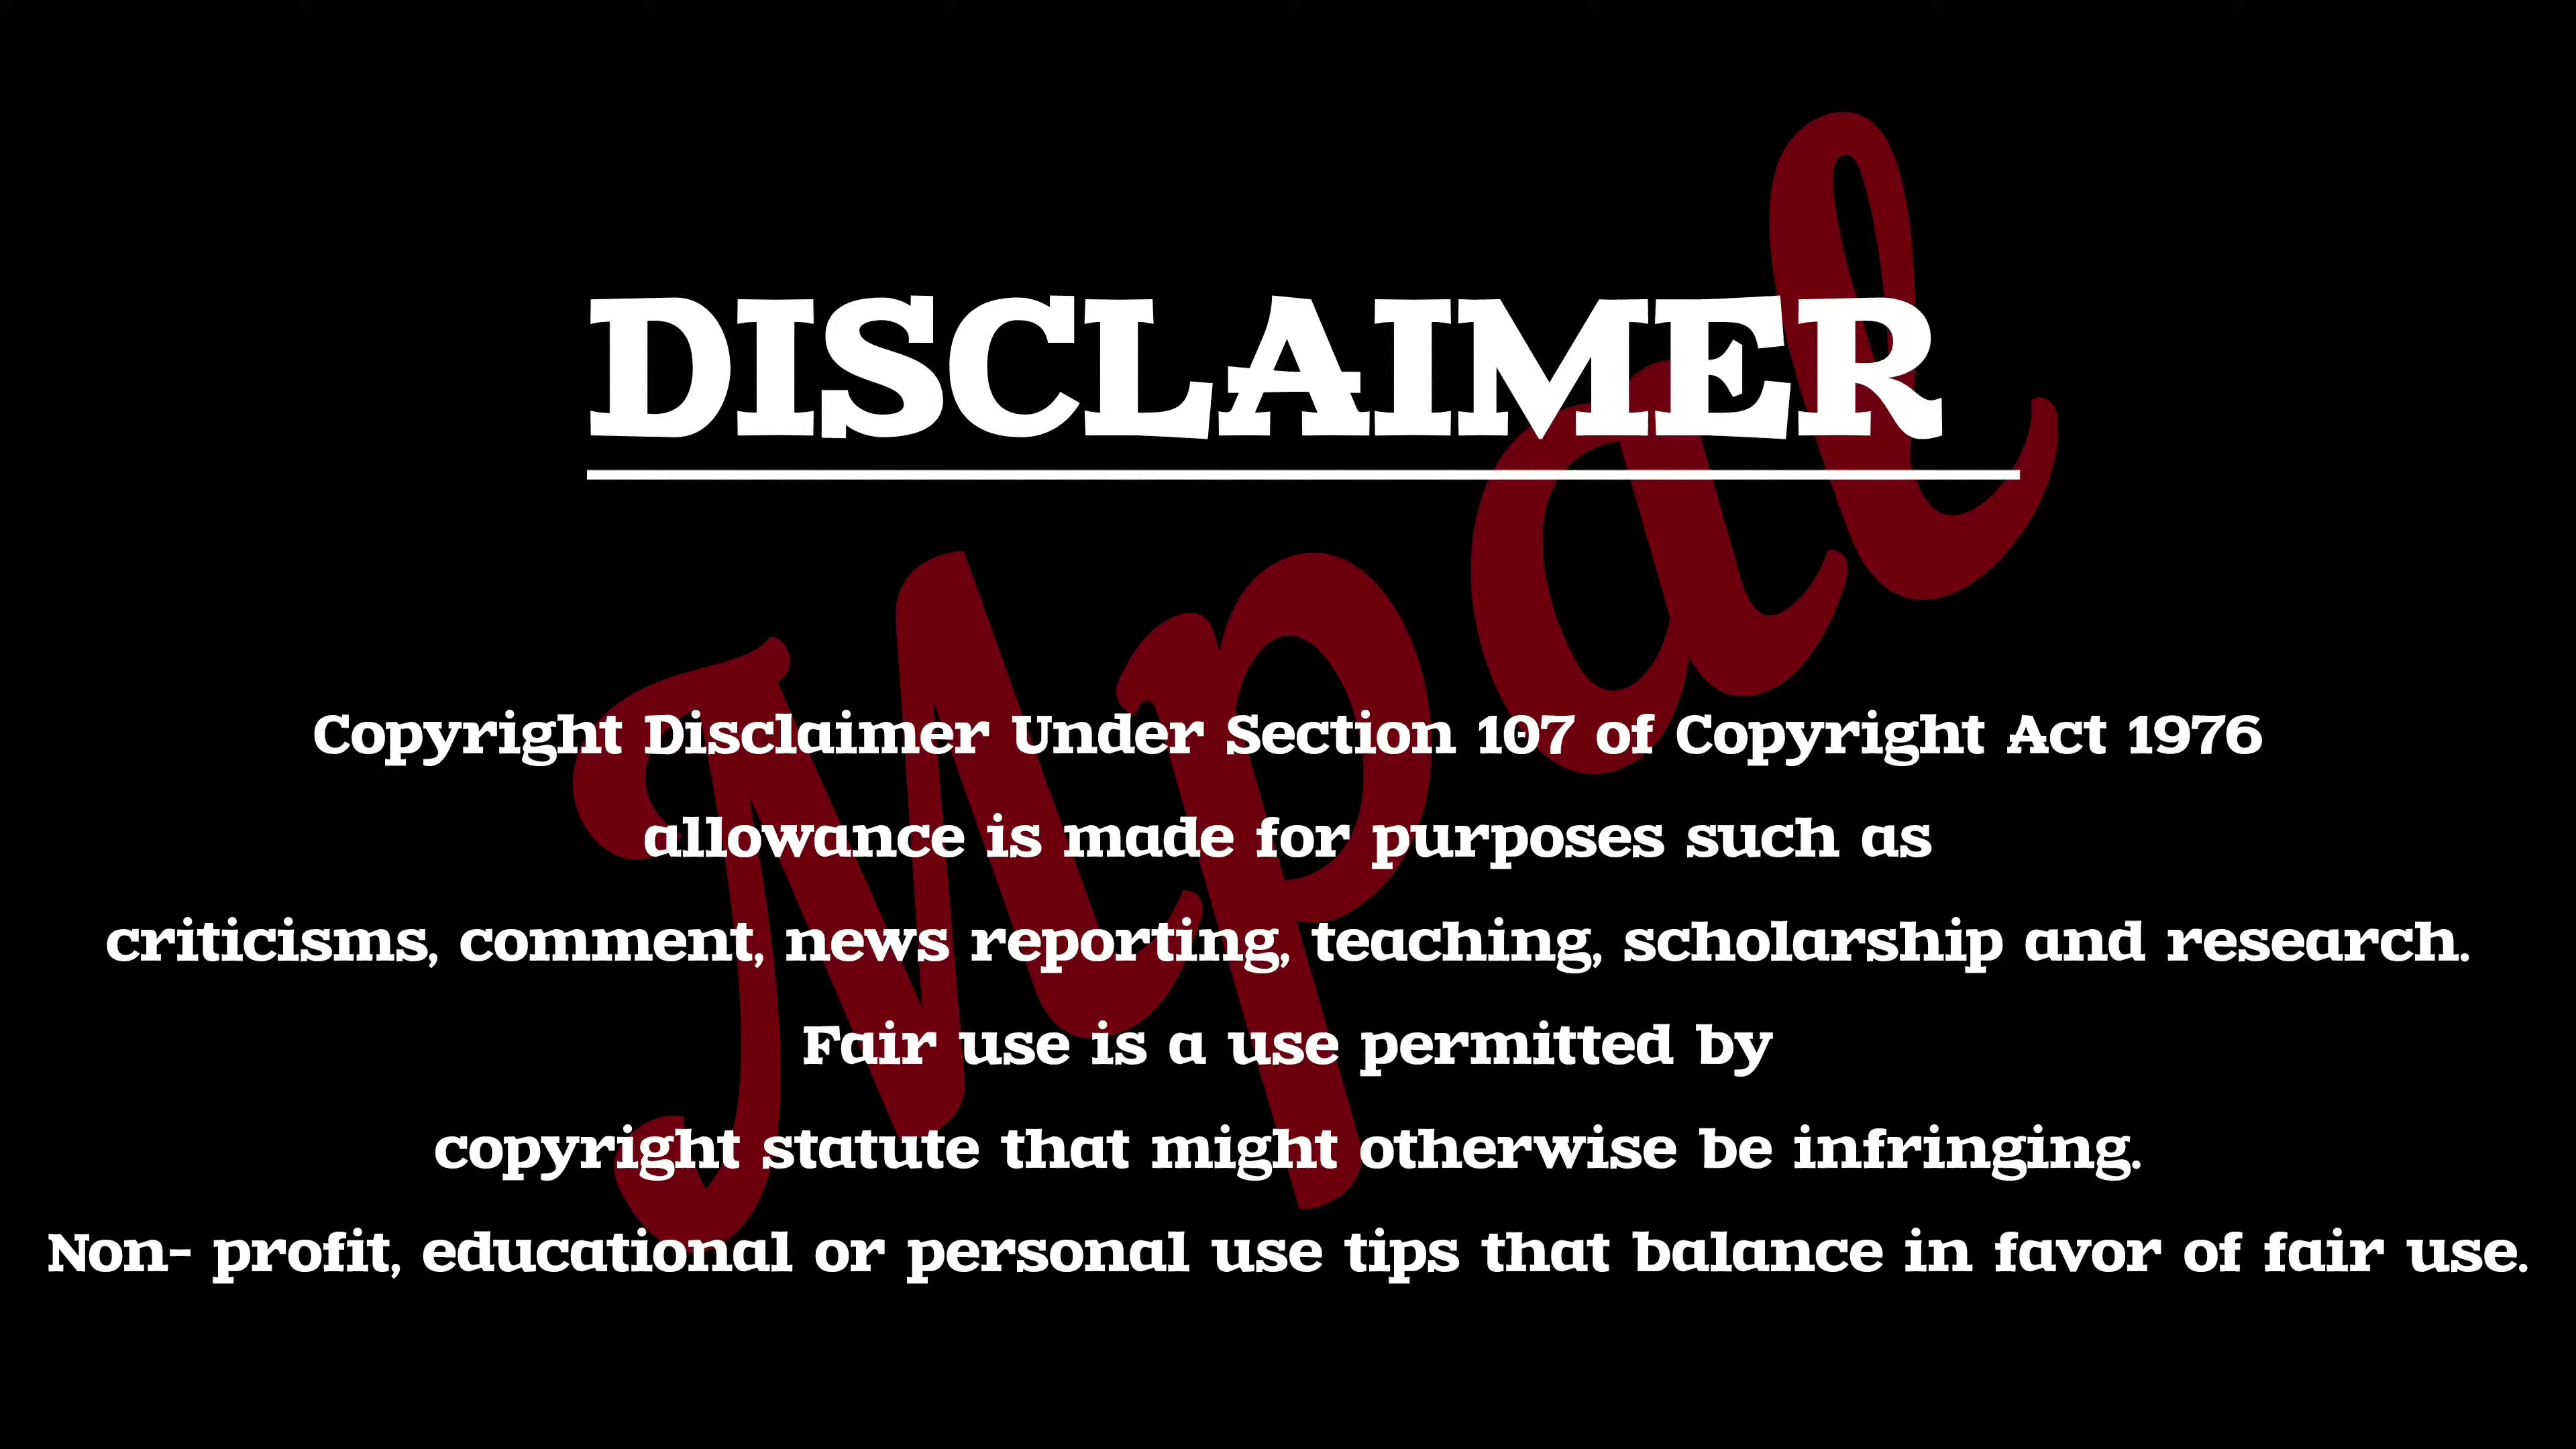 DISCLAIMER
Mpal
Copyright Disclaimer Under Section 107 of Copyright Act 1976
allowance is made for purposes such as
criticisms, comment, news reporting, teaching, scholarship and research.
Fair use is a use permitted by
copyright statute that might otherwise be infringing.
Non- profit, educational or personal use tips that balance in favor of fair use.